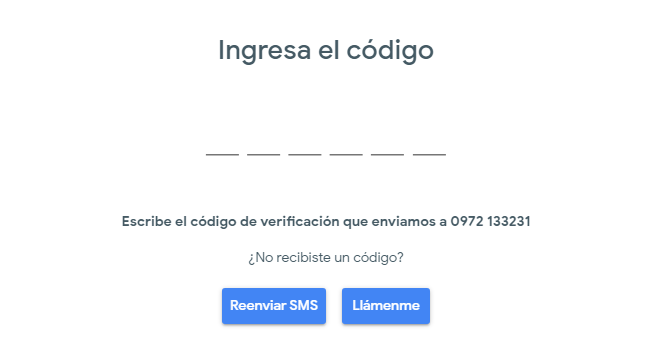 Ingresa el código
Escribe el código de verificación que enviamos a 0972 133231
¿No recibiste un código?
Reenviar SMS
Llámenme